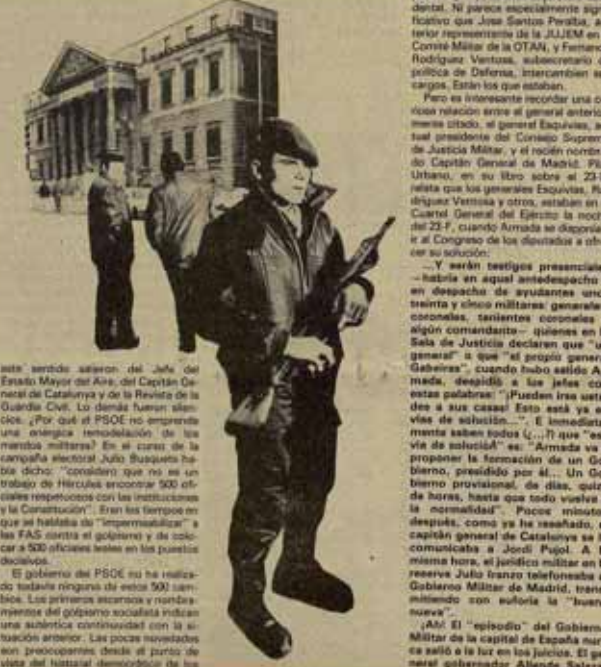 este sentido salieron del Jefe del
Estado Mayor del Aire, del Capitán Ge-
neral de Catalunya y de la Revista de la
Guardia Civil. Lo demás fueron silen-
cios. ¿Por qué el PSOE no emprende
una enérgica remodelación de los
mandos militares? En el curso de la
campaña electoral Julio Busquets ha-
bía dicho: "considero que no es un
trabajo de Hércules encontrar 500 ofi-
ciales respetuosos con las instituciones
y la Constitución". Eran los tiempos en
que se hablaba de "impermeabilizar" a
las FAS contra el golpismo y de colo-
car a 500 oficiales leales en los puestos
decisivos.
El gobierno del PSOE no ha realiza-
do todavía ninguno de estos 500 cam-
bios. Los primeros escarceos y nombra-
mientos del gobierno socialista indican
una auténtica continuidad con la si-
tuación anterior. Las pocas novedades
son preocupantes desde el punto de
vista del historial democrático de los
dental. Ni parece especialmente signi-
ficativo que Jose Santos Peralba, an-
terior representante de la JUJEM en el
Comité Militar de la OTAN, y Fernando
Rodríguez Ventosa, subsecretario de
política de Defensa, intercambien sus
cargos. Están los que estaban.
Pero es interesante recordar una cu-
riosa relación entre el general anterior-
mente citado, el general Esquivias, ac-
tual presidente del Consejo Supremo
de Justicia Militar, y el recién nombra-
do Capitán General de Madrid. Pilar
Urbano, en su libro sobre el 23-F,
relata que los generales Esquivias, Ro-
dríguez Ventosa y otros, estaban en el
Cuartel General del Ejército la noche
del 23-F, cuando Armada se disponía a
ir al Congreso de los diputados a ofre-
cer su solución:
...Y serán testigos presenciales
—habría en aquel antedespacho y
en despacho de ayudantes unos
treinta y cinco militares: generales,
coroneles, tenientes coroneles y
algún comandante— quienes en la
Sala de Justicia declaren que "un
general" o que "el propio general
Gabeiras", cuando hubo salido Ar-
mada, despidió a los jefes con
estas palabras: "¡Pueden irse uste-
des a sus casas! Esto está ya en
vías de solución...". E inmediata-
mente saben todos (¿...?) que "esa
vía de solución" es: "Armada va a
proponer la formación de un Go-
bierno, presidido por él... Un Go-
bierno provisional, de días, quizá
de horas, hasta que todo vuelva a
la normalidad". Pocos minutos
después, como ya he reseñado, el
capitán general de Catalunya se lo
comunicaba a Jordi Pujol. A la
misma hora, el jurídico militar en la
reserva Julio Iranzo telefoneaba al
Gobierno Militar de Madrid, trans-
mitiendo con euforia la "buena
nueva".
¡Ah! El "episodio" del Gobierno
Militar de la capital de España nun-
ca salió a la luz en los juicios. El ge-
neral gobernador